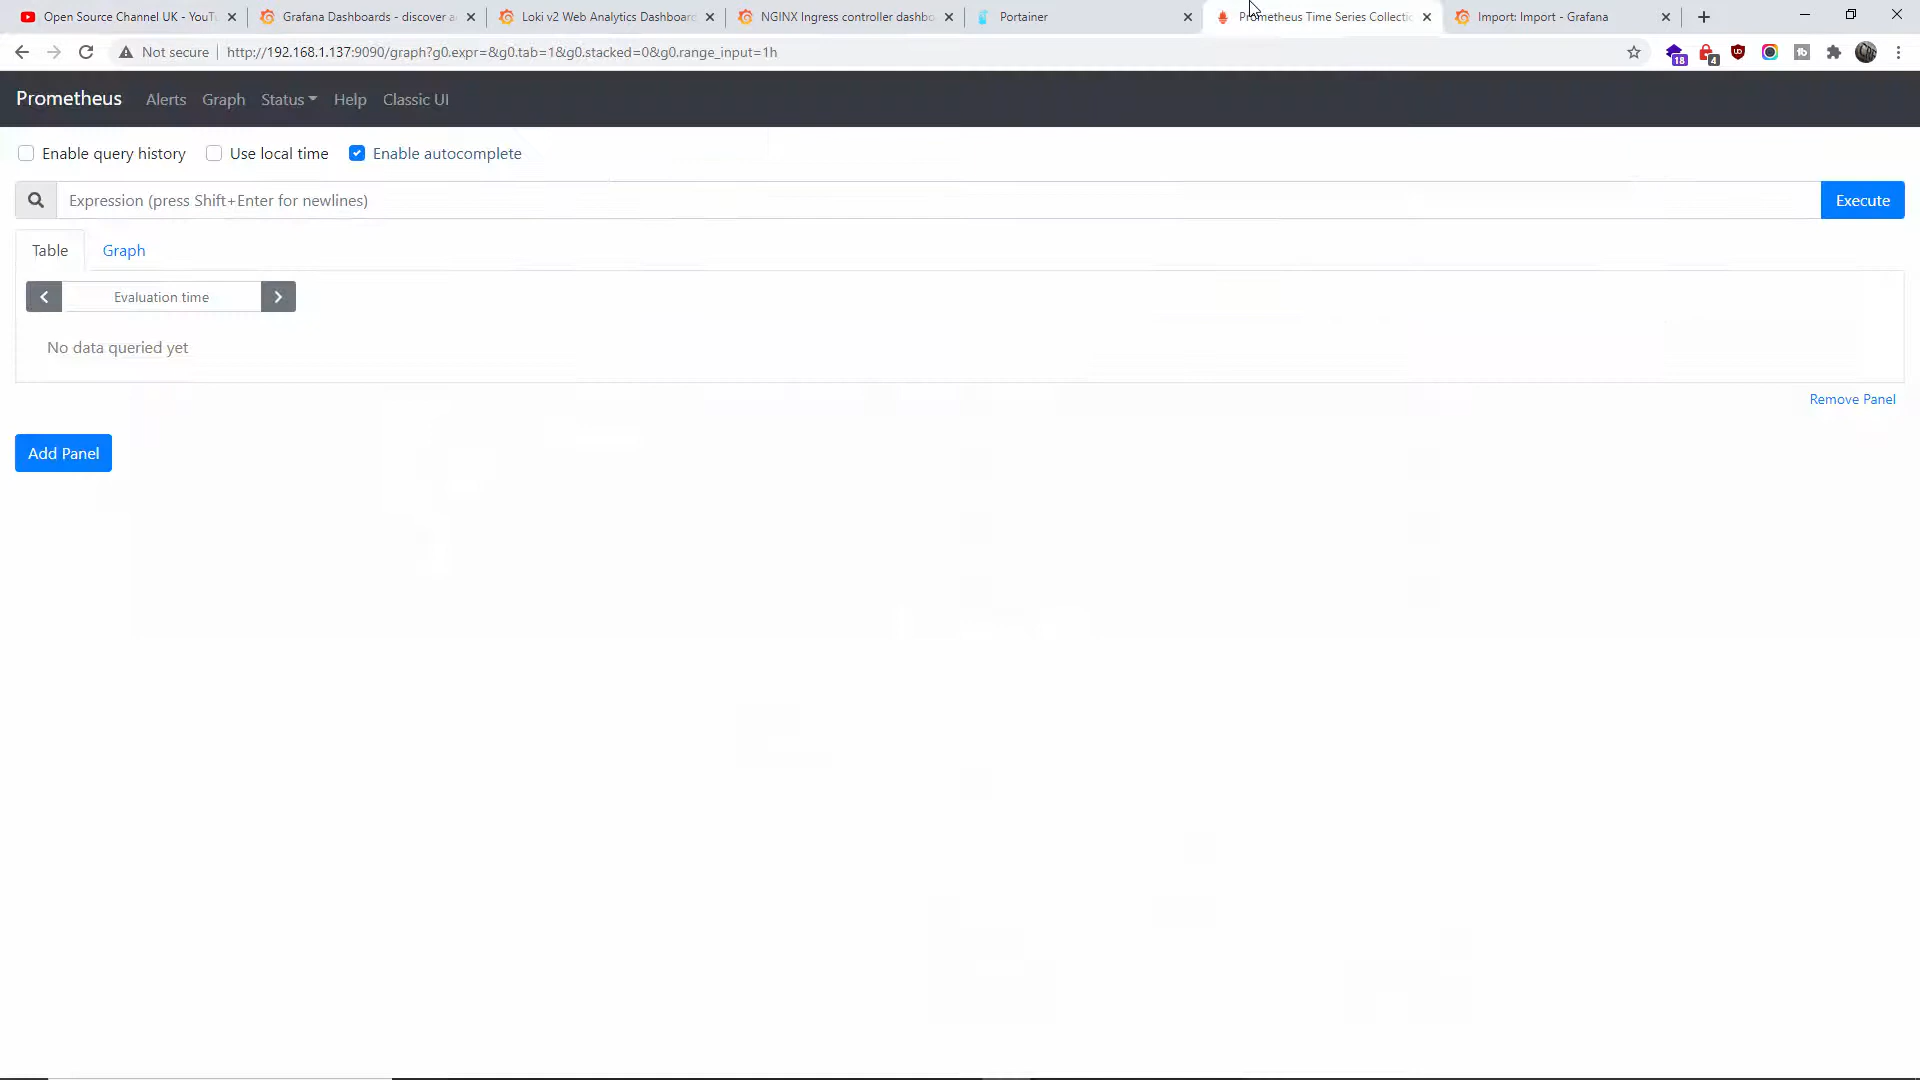 Open Source Channel UK - YouTu
Grafana Dashboards - discover a
Loki v2 Web Analytics Dashboard
NGINX Ingress controller dashbo
Portainer
Prometheus Time Series Collectio
Import: Import - Grafana
Not secure
http://192.168.1.137:9090/graph?g0.expr=&g0.tab=1&g0.stacked=0&g0.range_input=1h
18
4
Prometheus
Alerts
Graph
Status
Help
Classic UI
Enable query history
Use local time
Enable autocomplete
Expression (press Shift+Enter for newlines)
Execute
Table
Graph
Evaluation time
No data queried yet
Remove Panel
Add Panel